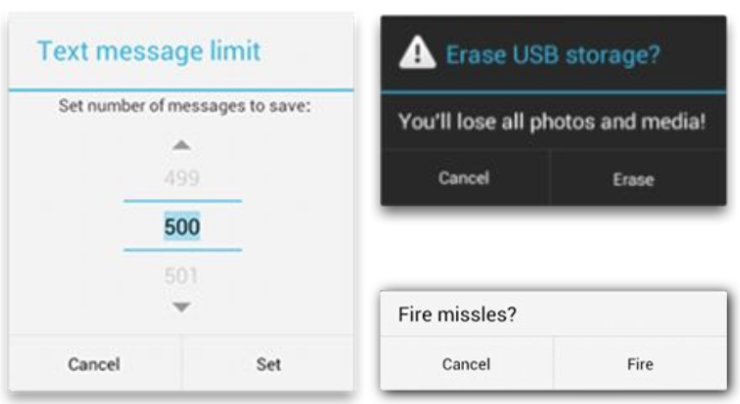 Text message limit
Set number of messages to save:
499
500
501
Cancel Set
Erase USB storage?
You'll lose all photos and media!
Cancel Erase
Fire missles?
Cancel Fire